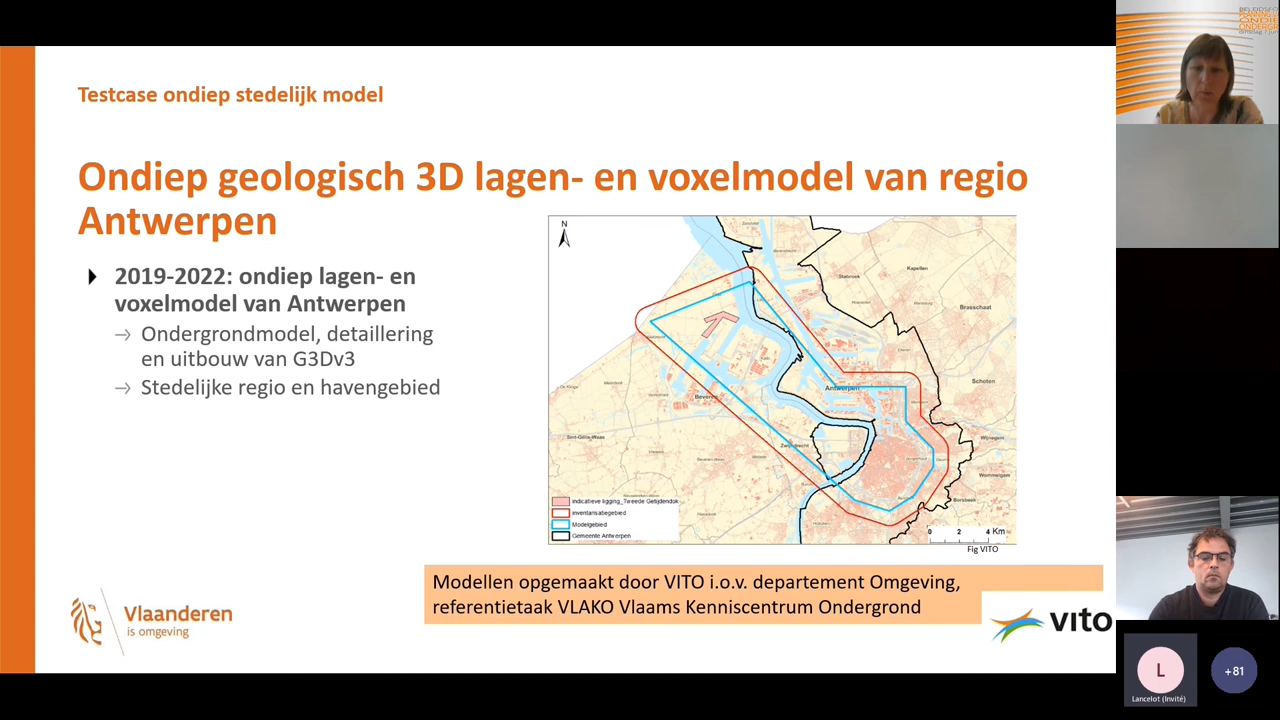 Testcase ondiep stedelijk model
Ondiep geologisch 3D lagen- en voxelmodel van regio
Antwerpen
2019-2022: ondiep lagen- en
voxelmodel van Antwerpen
Ondergrondmodel, detaillering
en uitbouw van G3Dv3
Stedelijke regio en havengebied
N
Stabroek
Kapellen
Brasschaat
Schoten
Antwerpen
Beveren
Sint-Gillis-Waas
Zwijndrecht
Wijnegem
Wommelgem
Borsbeek
indicatieve ligging_Tweede Getijdendok
inventarisatiegebied
Modelgebied
Gemeente Antwerpen
0 2 4 Km
Fig VITO
Modellen opgemaakt door VITO i.o.v. departement Omgeving,
referentietaak VLAKO Vlaams Kenniscentrum Ondergrond
Vlaanderen
is omgeving
vito
L
+81
Lancelot (Invité)